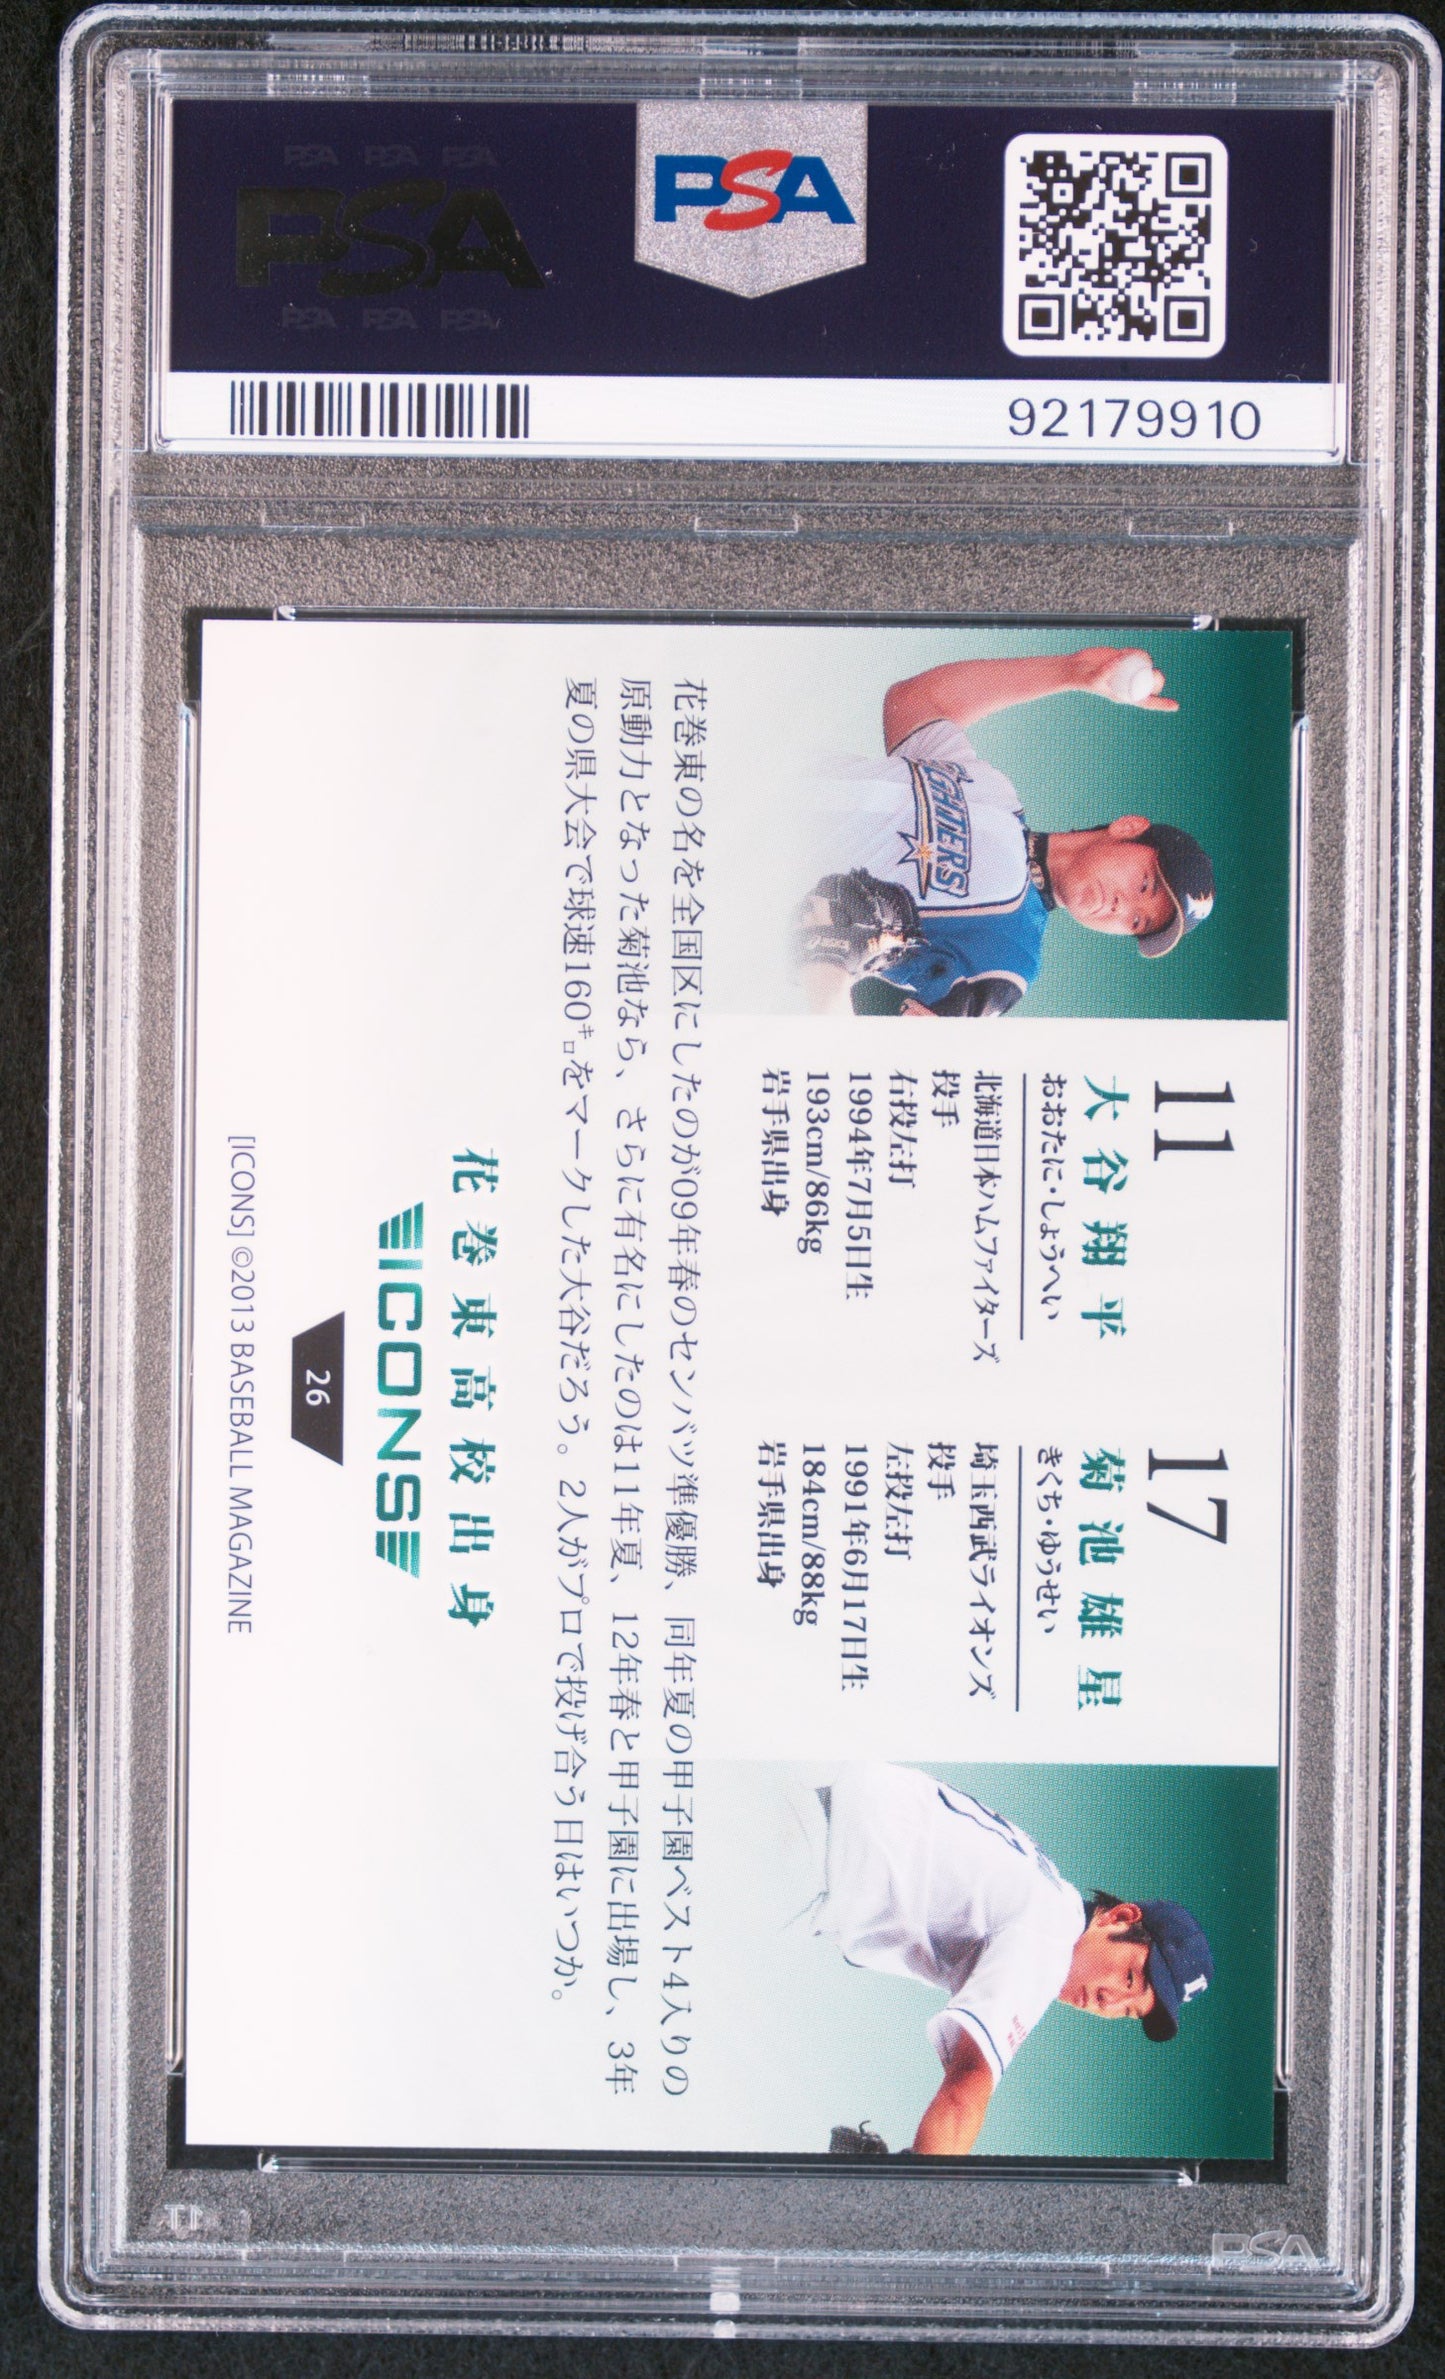 PSA PSA PSA
PSA
PSA PSA PSA
PSA
92179910
11
大谷翔平
おおたに・しょうへい
北海道日本ハムファイターズ
投手
右投左打
1994年7月5日生
193cm/86kg
岩手県出身
17
菊池雄星
きくち・ゆうせい
埼玉西武ライオンズ
投手
左投左打
1991年6月17日生
184cm/88kg
岩手県出身
FIGHTERS
L
花巻東の名を全国区にしたのが09年春のセンバツ準優勝、同年夏の甲子園ベスト4入りの
原動力となった菊池なら、さらに有名にしたのは11年夏、12年春と甲子園に出場し、3年
夏の県大会で球速160キロをマークした大谷だろう。2人がプロで投げ合う日はいつか。
花巻東高校出身
ICONS
26
[ICONS] ©2013 BASEBALL MAGAZINE
PSA